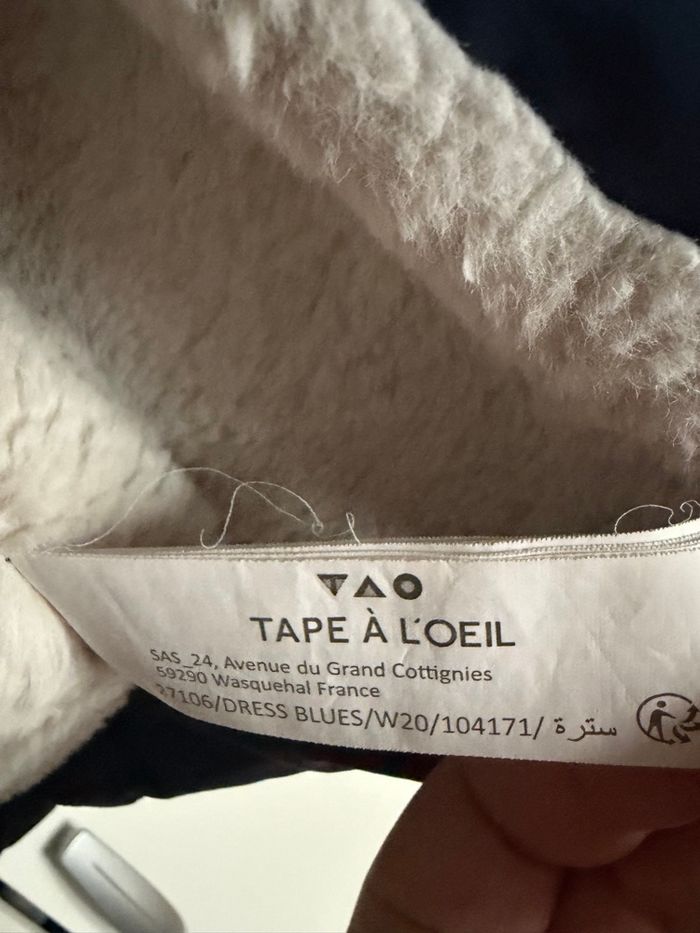 TAO
TAPE À L'OEIL
SAS_24, Avenue du Grand Cottignies
59290 Wasquehal France
27106/DRESS BLUES/W20/104171/ سترة